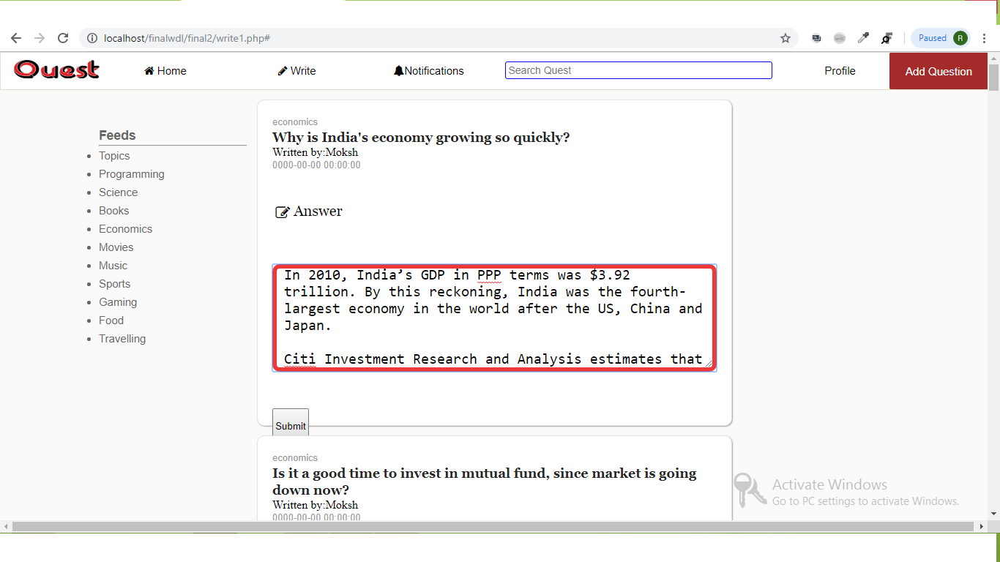 localhost/finalwdl/final2/write1.php#
Paused R
Quest
Home
Write
Notifications
Search Quest
Profile
Add Question
Feeds
Topics
Programming
Science
Books
Economics
Movies
Music
Sports
Gaming
Food
Travelling
economics
Why is India's economy growing so quickly?
Written by:Moksh
0000-00-00 00:00:00
Answer
In 2010, India’s GDP in PPP terms was $3.92
trillion. By this reckoning, India was the fourth-
largest economy in the world after the US, China and
Japan.
Citi Investment Research and Analysis estimates that
Submit
economics
Is it a good time to invest in mutual fund, since market is going
down now?
Written by:Moksh
0000-00-00 00:00:00
Activate Windows
Go to PC settings to activate Windows.